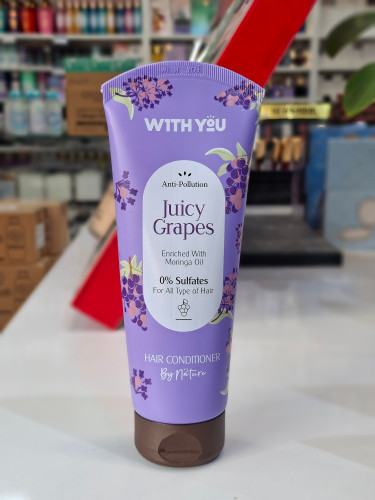 WITH YOU
Anti-Pollution
Juicy
Grapes
Enriched With
Moringa Oil
0% Sulfates
For All Type of Hair
HAIR CONDITIONER
By Nature